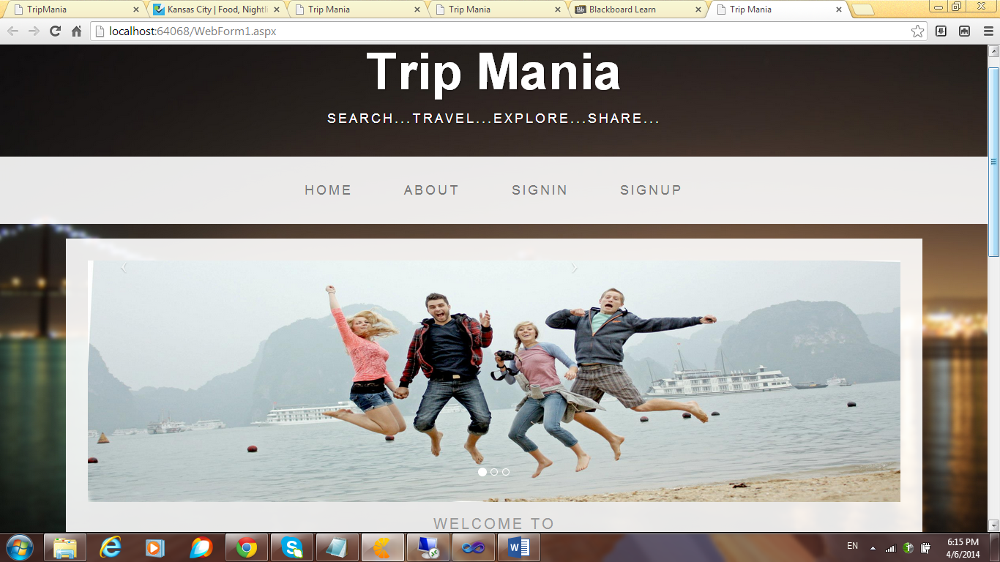 TripMania
Kansas City | Food, Nightli
Trip Mania
Trip Mania
Blackboard Learn
Trip Mania
localhost:64068/WebForm1.aspx
Trip Mania
SEARCH...TRAVEL...EXPLORE...SHARE...
HOME ABOUT SIGNIN SIGNUP
WELCOME TO
EN
6:15 PM
4/6/2014